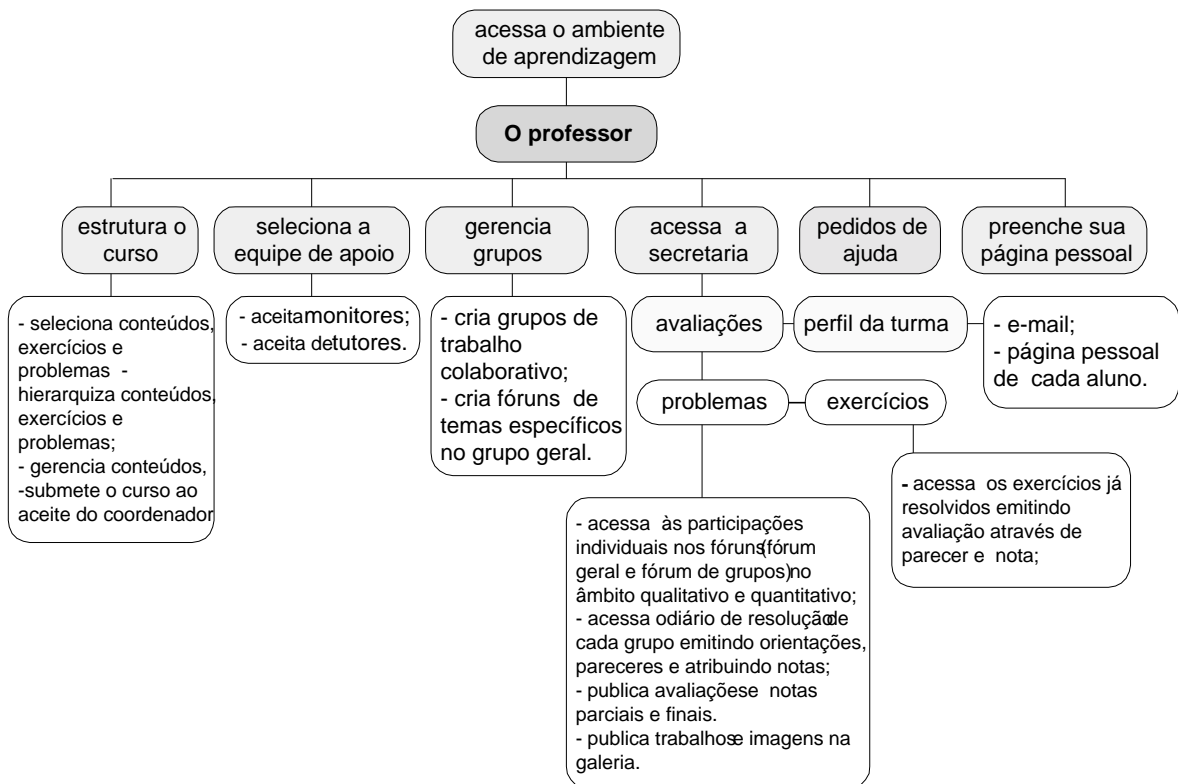 acessa o ambiente
de aprendizagem
O professor
estrutura o
curso
seleciona a
equipe de apoio
gerencia
grupos
acessa a
secretaria
pedidos de
ajuda
preenche sua
página pessoal
- seleciona conteúdos,
exercícios e
problemas -
hierarquiza conteúdos,
exercícios e
problemas;
- gerencia conteúdos,
-submete o curso ao
aceite do coordenador
- aceitamonitores;
- aceita detutores.
- cria grupos de
trabalho
colaborativo;
- cria fóruns de
temas específicos
no grupo geral.
avaliações
perfil da turma
- e-mail;
- página pessoal
de cada aluno.
problemas
exercícios
- acessa os exercícios já
resolvidos emitindo
avaliação através de
parecer e nota;
- acessa às participações
individuais nos fóruns(fórum
geral e fórum de grupos)no
âmbito qualitativo e quantitativo;
- acessa odiário de resoluçãode
cada grupo emitindo orientações,
pareceres e atribuindo notas;
- publica avaliaçõese notas
parciais e finais.
- publica trabalhose imagens na
galeria.